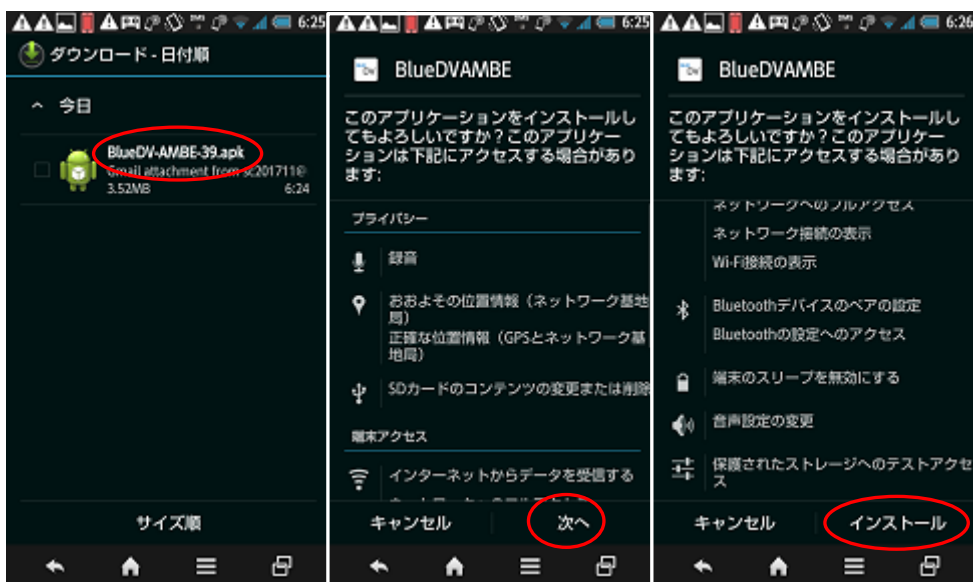 6:25
ダウンロード - 日付順
今日
BlueDV-AMBE-39.apk
Gmail attachment from sc2017118
3.52MB
6:24
サイズ順
6:25
BlueDVAMBE
このアプリケーションをインストールし
てもよろしいですか？このアプリケー
ションは下記にアクセスする場合があり
ます:
プライバシー
録音
おおよその位置情報（ネットワーク基地
局）
正確な位置情報（GPSとネットワーク基
地局）
SDカードのコンテンツの変更または削除
端末アクセス
インターネットからデータを受信する
キャンセル
次へ
6:26
BlueDVAMBE
このアプリケーションをインストールし
てもよろしいですか？このアプリケー
ションは下記にアクセスする場合があり
ます:
ネットワークへのフルアクセス
ネットワーク接続の表示
Wi-Fi接続の表示
Bluetoothデバイスのペアの設定
Bluetoothの設定へのアクセス
端末のスリープを無効にする
音声設定の変更
保護されたストレージへのテストアクセ
ス
キャンセル
インストール